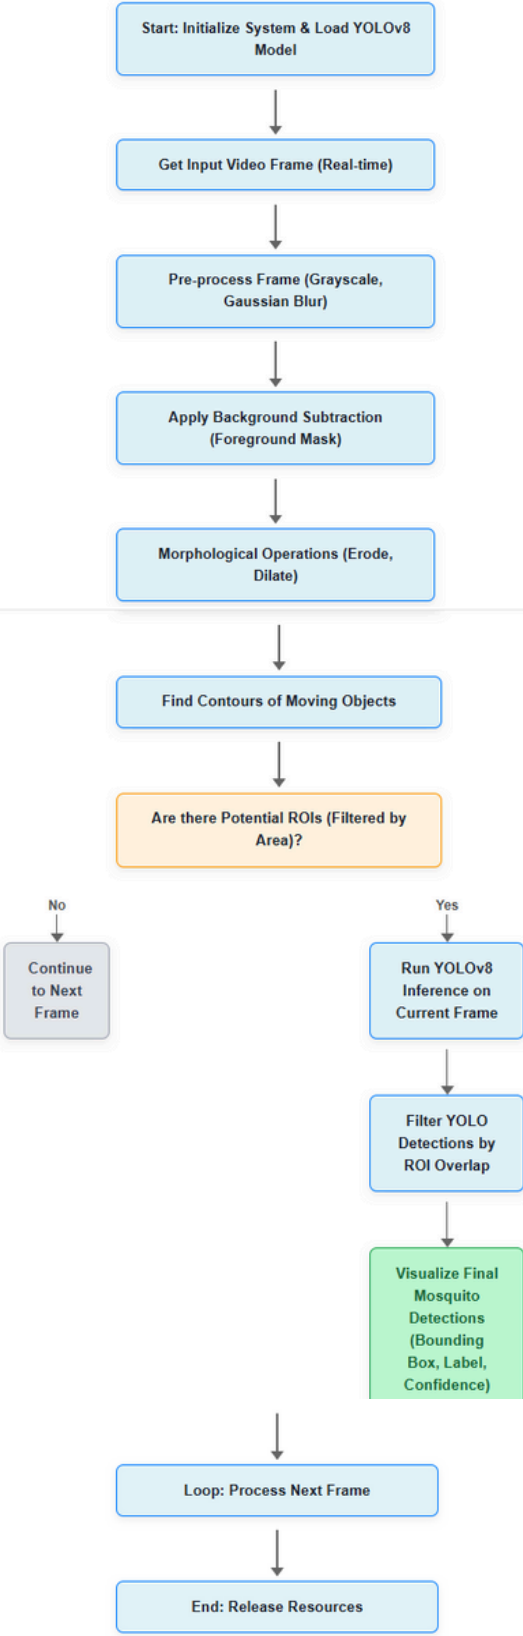 Start: Initialize System & Load YOLOv8
Model
Get Input Video Frame (Real-time)
Pre-process Frame (Grayscale,
Gaussian Blur)
Apply Background Subtraction
(Foreground Mask)
Morphological Operations (Erode,
Dilate)
Find Contours of Moving Objects
Are there Potential ROIs (Filtered by
Area)?
No
Continue
to Next
Frame
Yes
Run YOLOv8
Inference on
Current Frame
Filter YOLO
Detections by
ROI Overlap
Visualize Final
Mosquito
Detections
(Bounding
Box, Label,
Confidence)
Loop: Process Next Frame
End: Release Resources